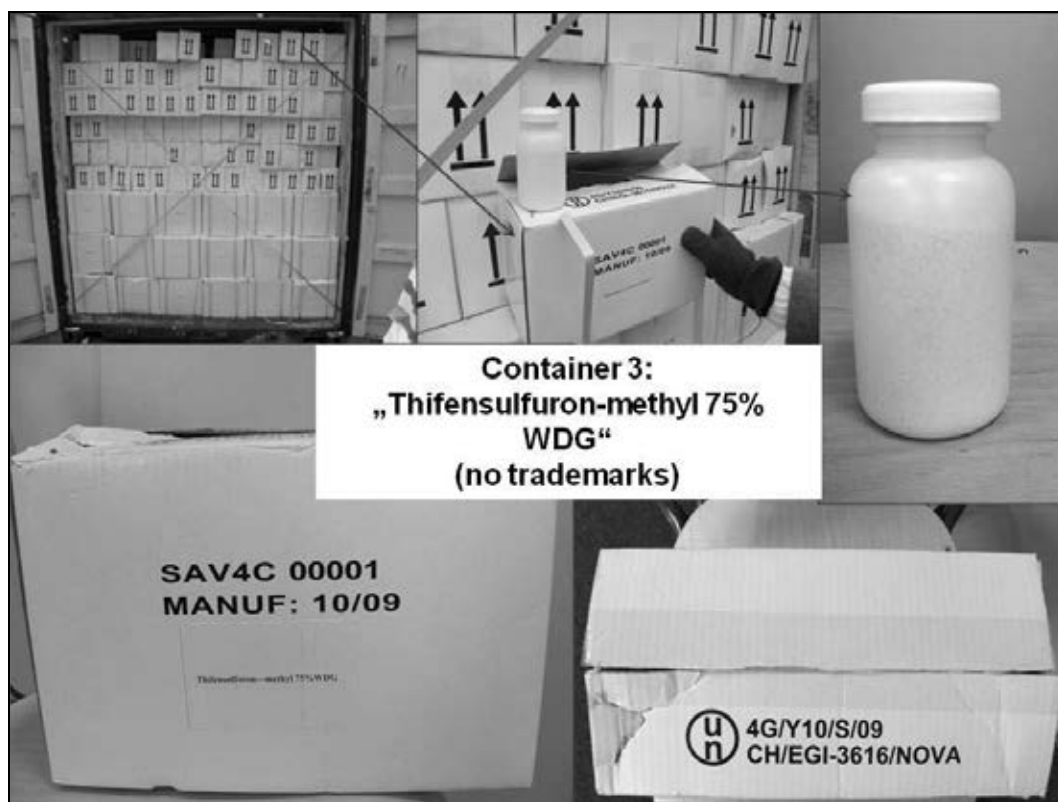 SAV4C 00001
MANUF: 10/09
Container 3:
„Thifensulfuron-methyl 75%
WDG“
(no trademarks)
SAV4C 00001
MANUF: 10/09
Thifensulfuron-methyl 75%WDG
un
4G/Y10/S/09
CH/EGI-3616/NOVA